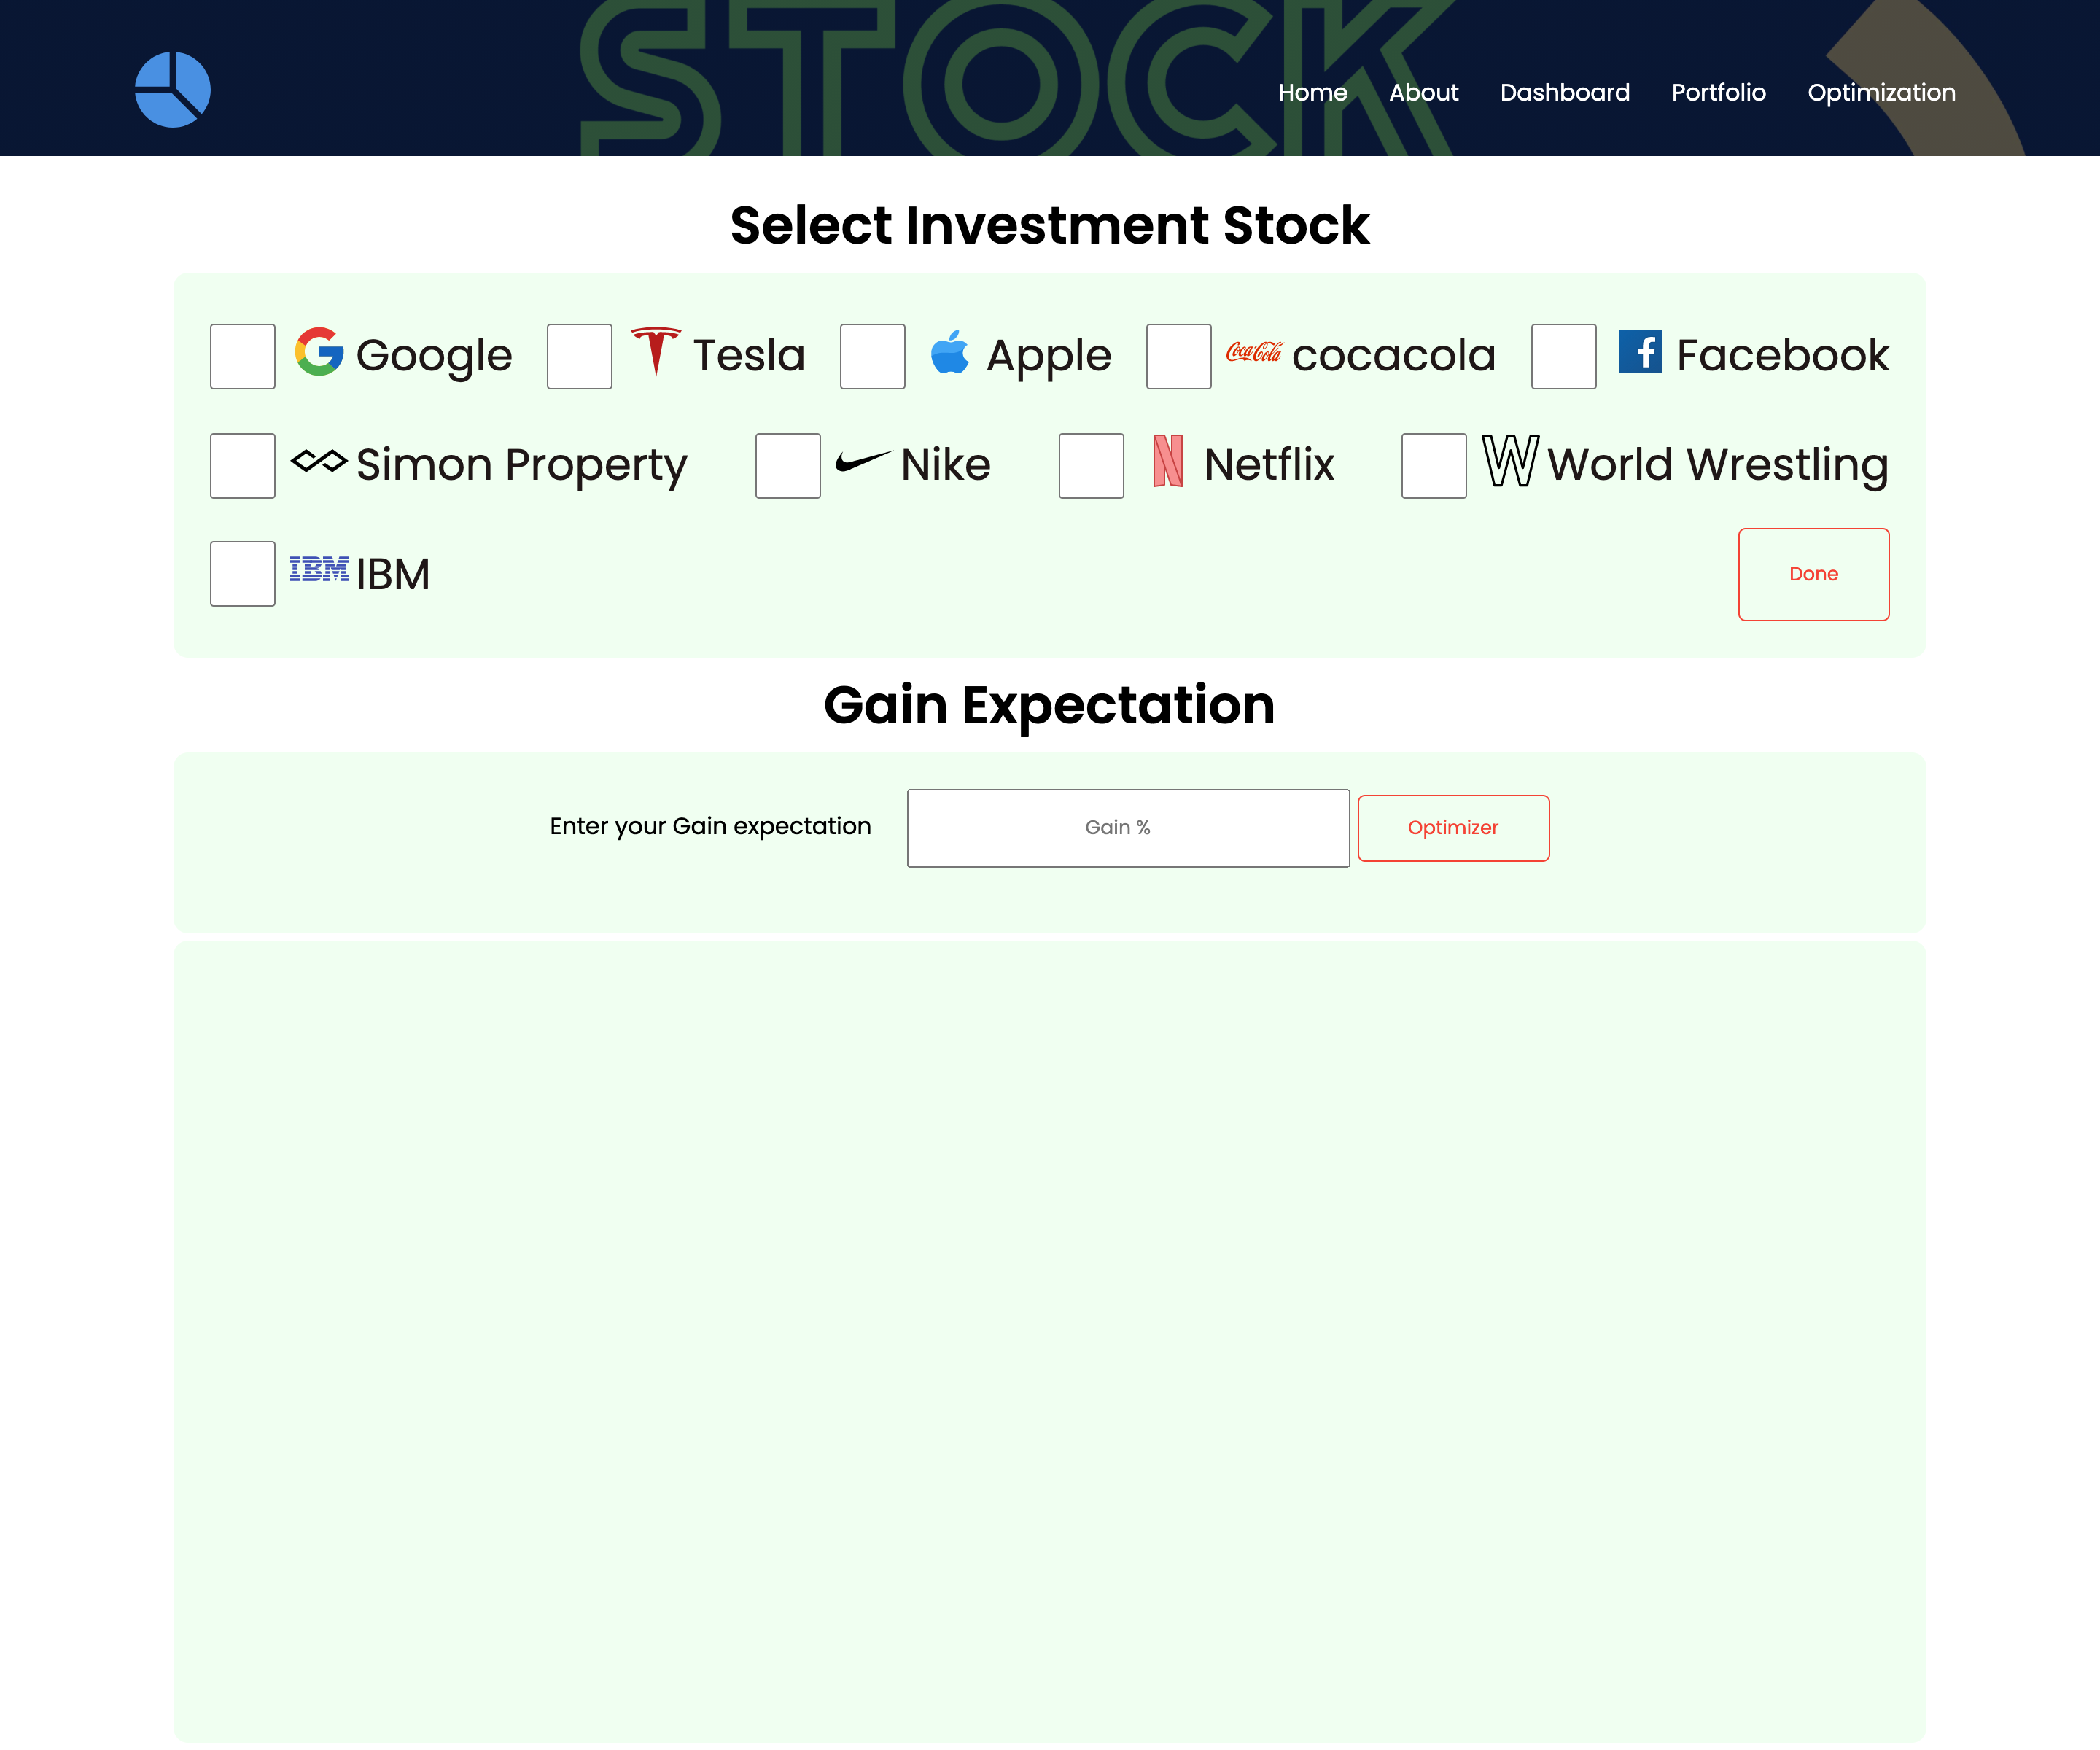 STOCK
Home About Dashboard Portfolio Optimization
Select Investment Stock
Google Tesla Apple Coca-Cola cocacola f Facebook
Simon Property Nike N Netflix W World Wrestling
IBM IBM Done
Gain Expectation
Enter your Gain expectation Gain % Optimizer